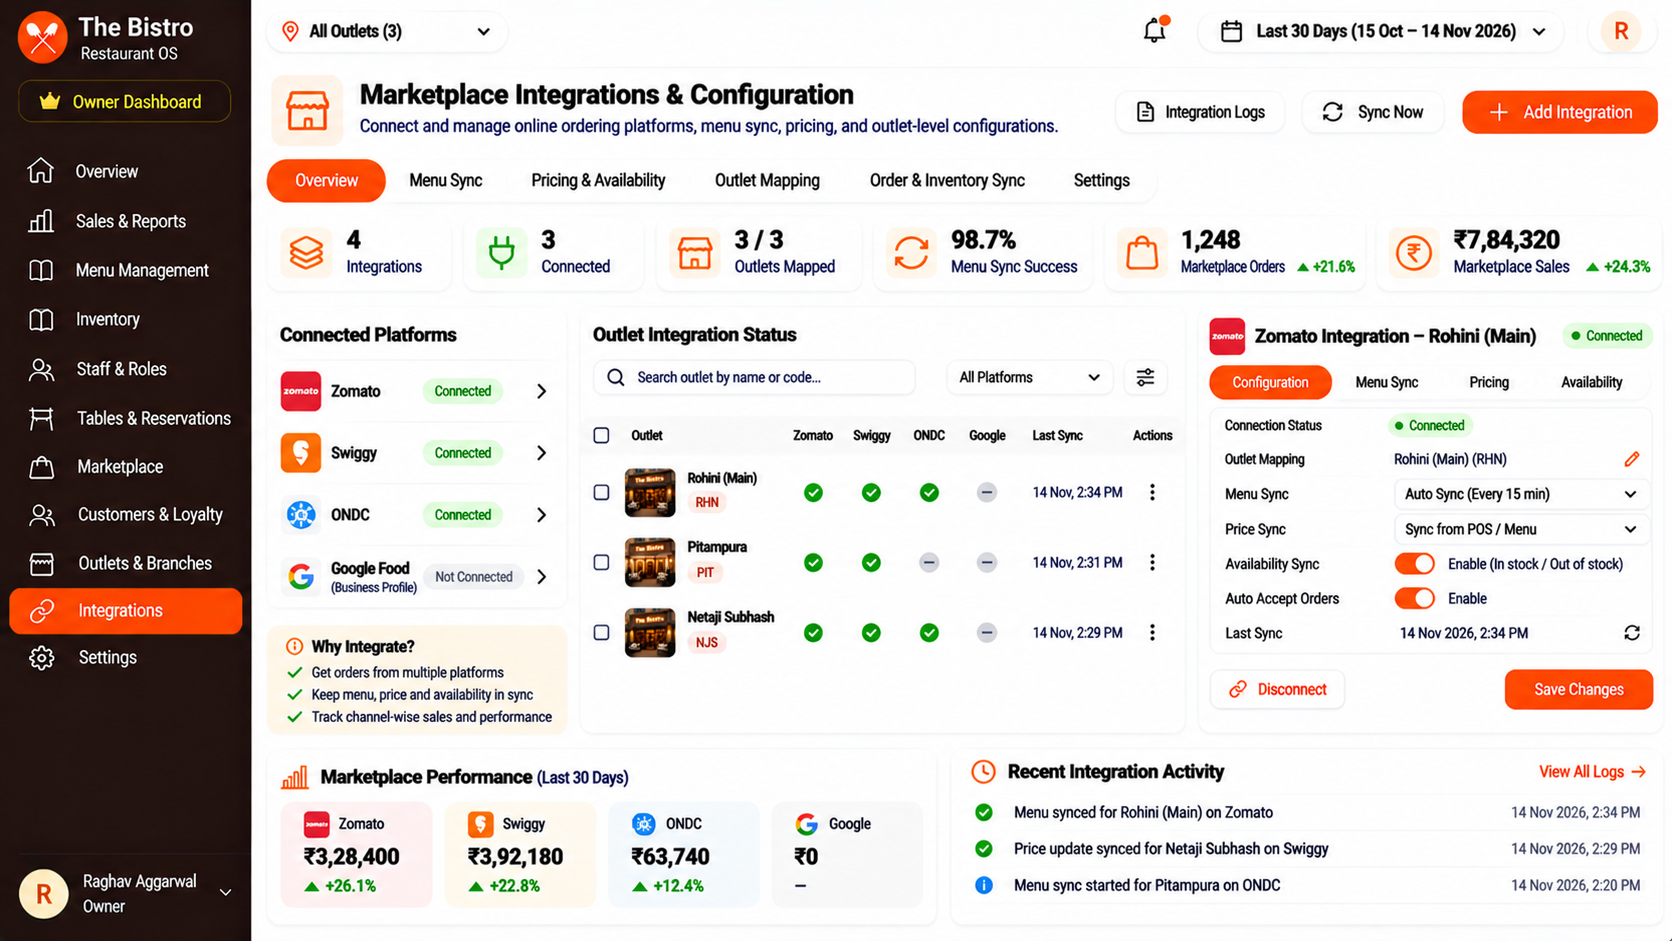 The Bistro
Restaurant OS
Owner Dashboard
Overview
Sales & Reports
Menu Management
Inventory
Staff & Roles
Tables & Reservations
Marketplace
Customers & Loyalty
Outlets & Branches
Integrations
Settings
R
Raghav Aggarwal
Owner
All Outlets (3)
Last 30 Days (15 Oct – 14 Nov 2026)
R
Marketplace Integrations & Configuration
Connect and manage online ordering platforms, menu sync, pricing, and outlet-level configurations.
Integration Logs
Sync Now
Add Integration
Overview Menu Sync Pricing & Availability Outlet Mapping Order & Inventory Sync Settings
4
Integrations
3
Connected
3 / 3
Outlets Mapped
98.7%
Menu Sync Success
1,248
Marketplace Orders +21.6%
₹7,84,320
Marketplace Sales +24.3%
Connected Platforms
zomato Zomato Connected
Swiggy Connected
ONDC Connected
Google Food
(Business Profile)
Not Connected
Why Integrate?
Get orders from multiple platforms
Keep menu, price and availability in sync
Track channel-wise sales and performance
Outlet Integration Status
Search outlet by name or code...
All Platforms
Outlet Zomato Swiggy ONDC Google Last Sync Actions
The Bistro
Rohini (Main)
RHN
14 Nov, 2:34 PM
The Bistro
Pitampura
PIT
14 Nov, 2:31 PM
The Bistro
Netaji Subhash
NJS
14 Nov, 2:29 PM
zomato Zomato Integration – Rohini (Main) Connected
Configuration Menu Sync Pricing Availability
Connection Status Connected
Outlet Mapping Rohini (Main) (RHN)
Menu Sync Auto Sync (Every 15 min)
Price Sync Sync from POS / Menu
Availability Sync Enable (In stock / Out of stock)
Auto Accept Orders Enable
Last Sync 14 Nov 2026, 2:34 PM
Disconnect
Save Changes
Marketplace Performance (Last 30 Days)
zomato Zomato
₹3,28,400
+26.1%
Swiggy
₹3,92,180
+22.8%
ONDC
₹63,740
+12.4%
Google
₹0
–
Recent Integration Activity
View All Logs
Menu synced for Rohini (Main) on Zomato 14 Nov 2026, 2:34 PM
Price update synced for Netaji Subhash on Swiggy 14 Nov 2026, 2:29 PM
Menu sync started for Pitampura on ONDC 14 Nov 2026, 2:20 PM